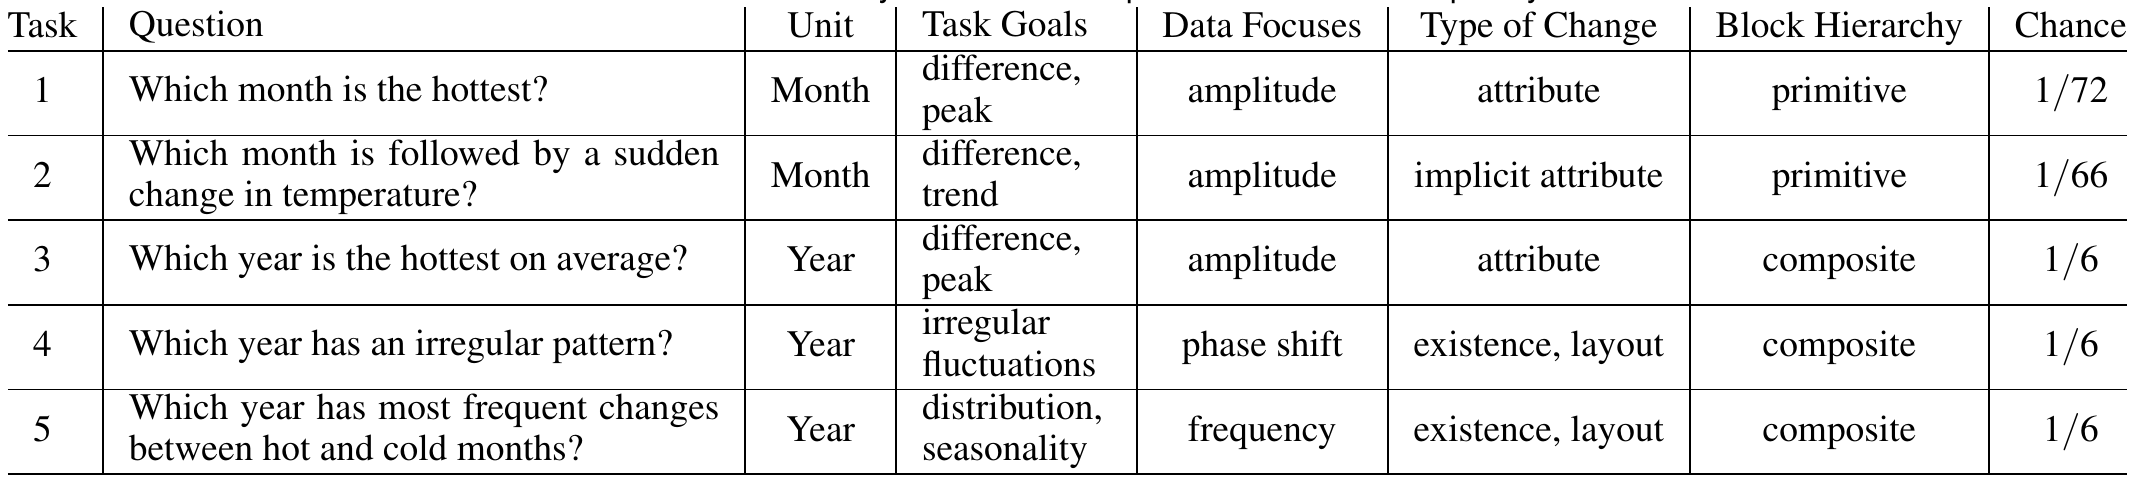 Task Question Unit Task Goals Data Focuses Type of Change Block Hierarchy Chance
1 Which month is the hottest? Month difference, peak amplitude attribute primitive 1/72
2 Which month is followed by a sudden change in temperature? Month difference, trend amplitude implicit attribute primitive 1/66
3 Which year is the hottest on average? Year difference, peak amplitude attribute composite 1/6
4 Which year has an irregular pattern? Year irregular fluctuations phase shift existence, layout composite 1/6
5 Which year has most frequent changes between hot and cold months? Year distribution, seasonality frequency existence, layout composite 1/6